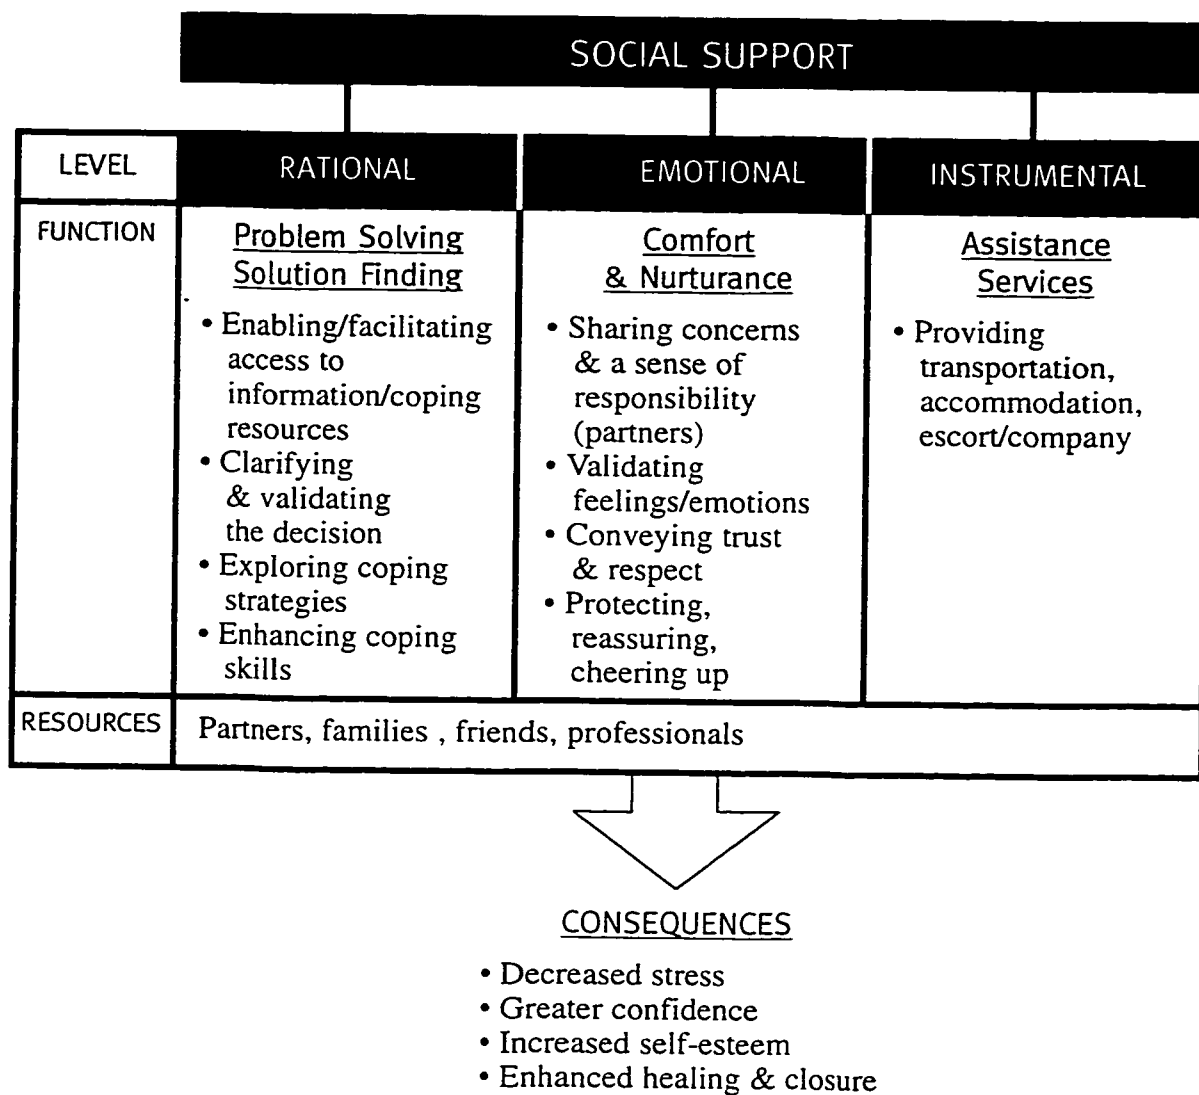 SOCIAL SUPPORT
LEVEL
RATIONAL
EMOTIONAL
INSTRUMENTAL
FUNCTION
Problem Solving
Solution Finding
• Enabling/facilitating
access to
information/coping
resources
• Clarifying
& validating
the decision
• Exploring coping
strategies
• Enhancing coping
skills
Comfort
& Nurturance
• Sharing concerns
& a sense of
responsibility
(partners)
• Validating
feelings/emotions
• Conveying trust
& respect
• Protecting,
reassuring,
cheering up
Assistance
Services
• Providing
transportation,
accommodation,
escort/company
RESOURCES
Partners, families , friends, professionals
CONSEQUENCES
• Decreased stress
• Greater confidence
• Increased self-esteem
• Enhanced healing & closure